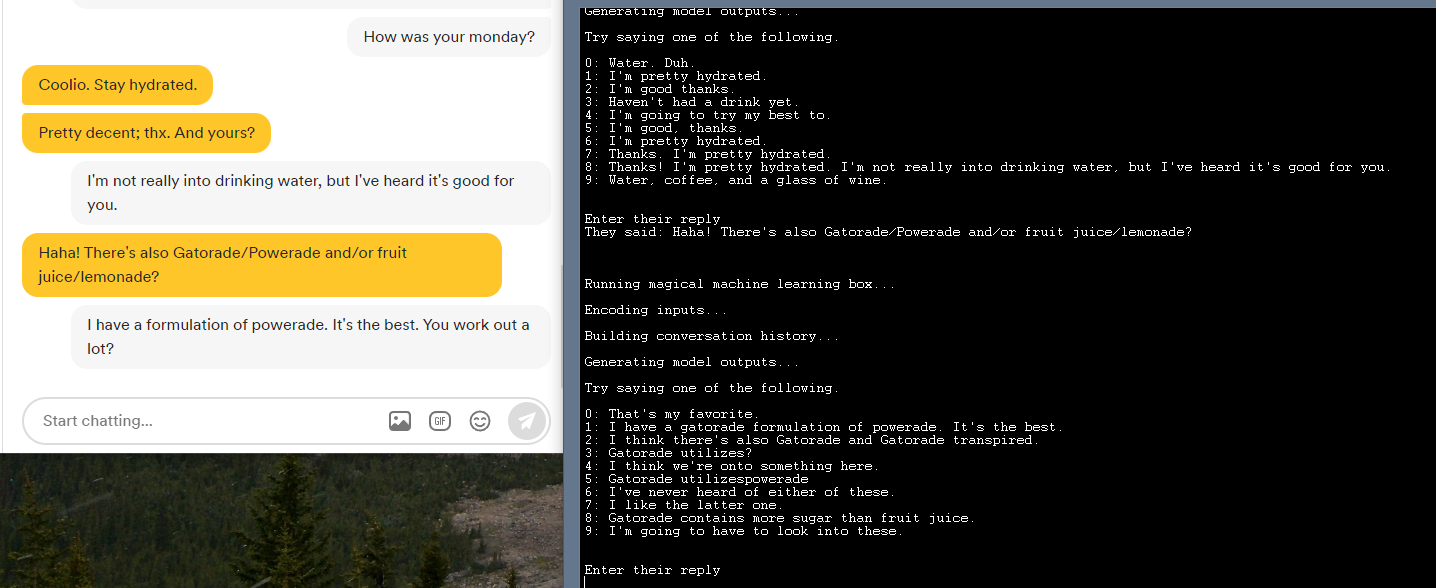 How was your monday?
Coolio. Stay hydrated.
Pretty decent; thx. And yours?
I'm not really into drinking water, but I've heard it's good for
you.
Haha! There's also Gatorade/Powerade and/or fruit
juice/lemonade?
I have a formulation of powerade. It's the best. You work out a
lot?
Start chatting...
GIF
Generating model outputs...
Try saying one of the following.
0: Water. Duh.
1: I'm pretty hydrated.
2: I'm good thanks.
3: Haven't had a drink yet.
4: I'm going to try my best to.
5: I'm good, thanks.
6: I'm pretty hydrated.
7: Thanks. I'm pretty hydrated.
8: Thanks! I'm pretty hydrated. I'm not really into drinking water, but I've heard it's good for you.
9: Water, coffee, and a glass of wine.
Enter their reply
They said: Haha! There's also Gatorade/Powerade and/or fruit juice/lemonade?
Running magical machine learning box...
Encoding inputs...
Building conversation history...
Generating model outputs...
Try saying one of the following.
0: That's my favorite.
1: I have a gatorade formulation of powerade. It's the best.
2: I think there's also Gatorade and Gatorade transpired.
3: Gatorade utilizes?
4: I think we're onto something here.
5: Gatorade utilizespowerade
6: I've never heard of either of these.
7: I like the latter one.
8: Gatorade contains more sugar than fruit juice.
9: I'm going to have to look into these.
Enter their reply